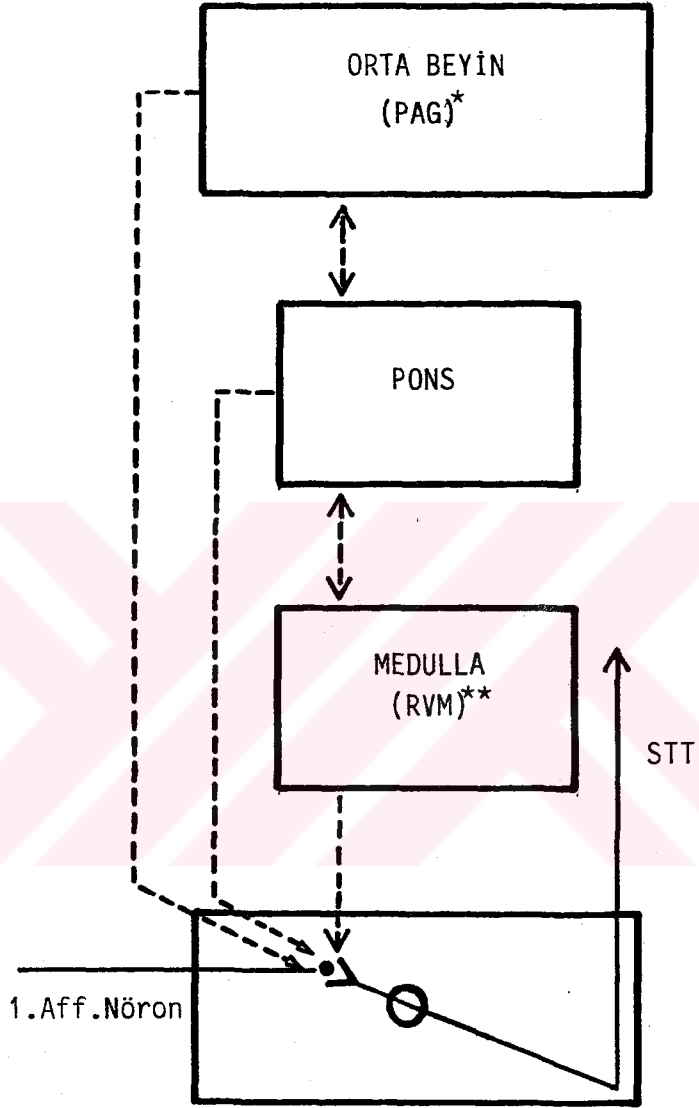 ORTA BEYİN
(PAG)*
PONS
MEDULLA
(RVM)**
STT
1.Aff.Nöron